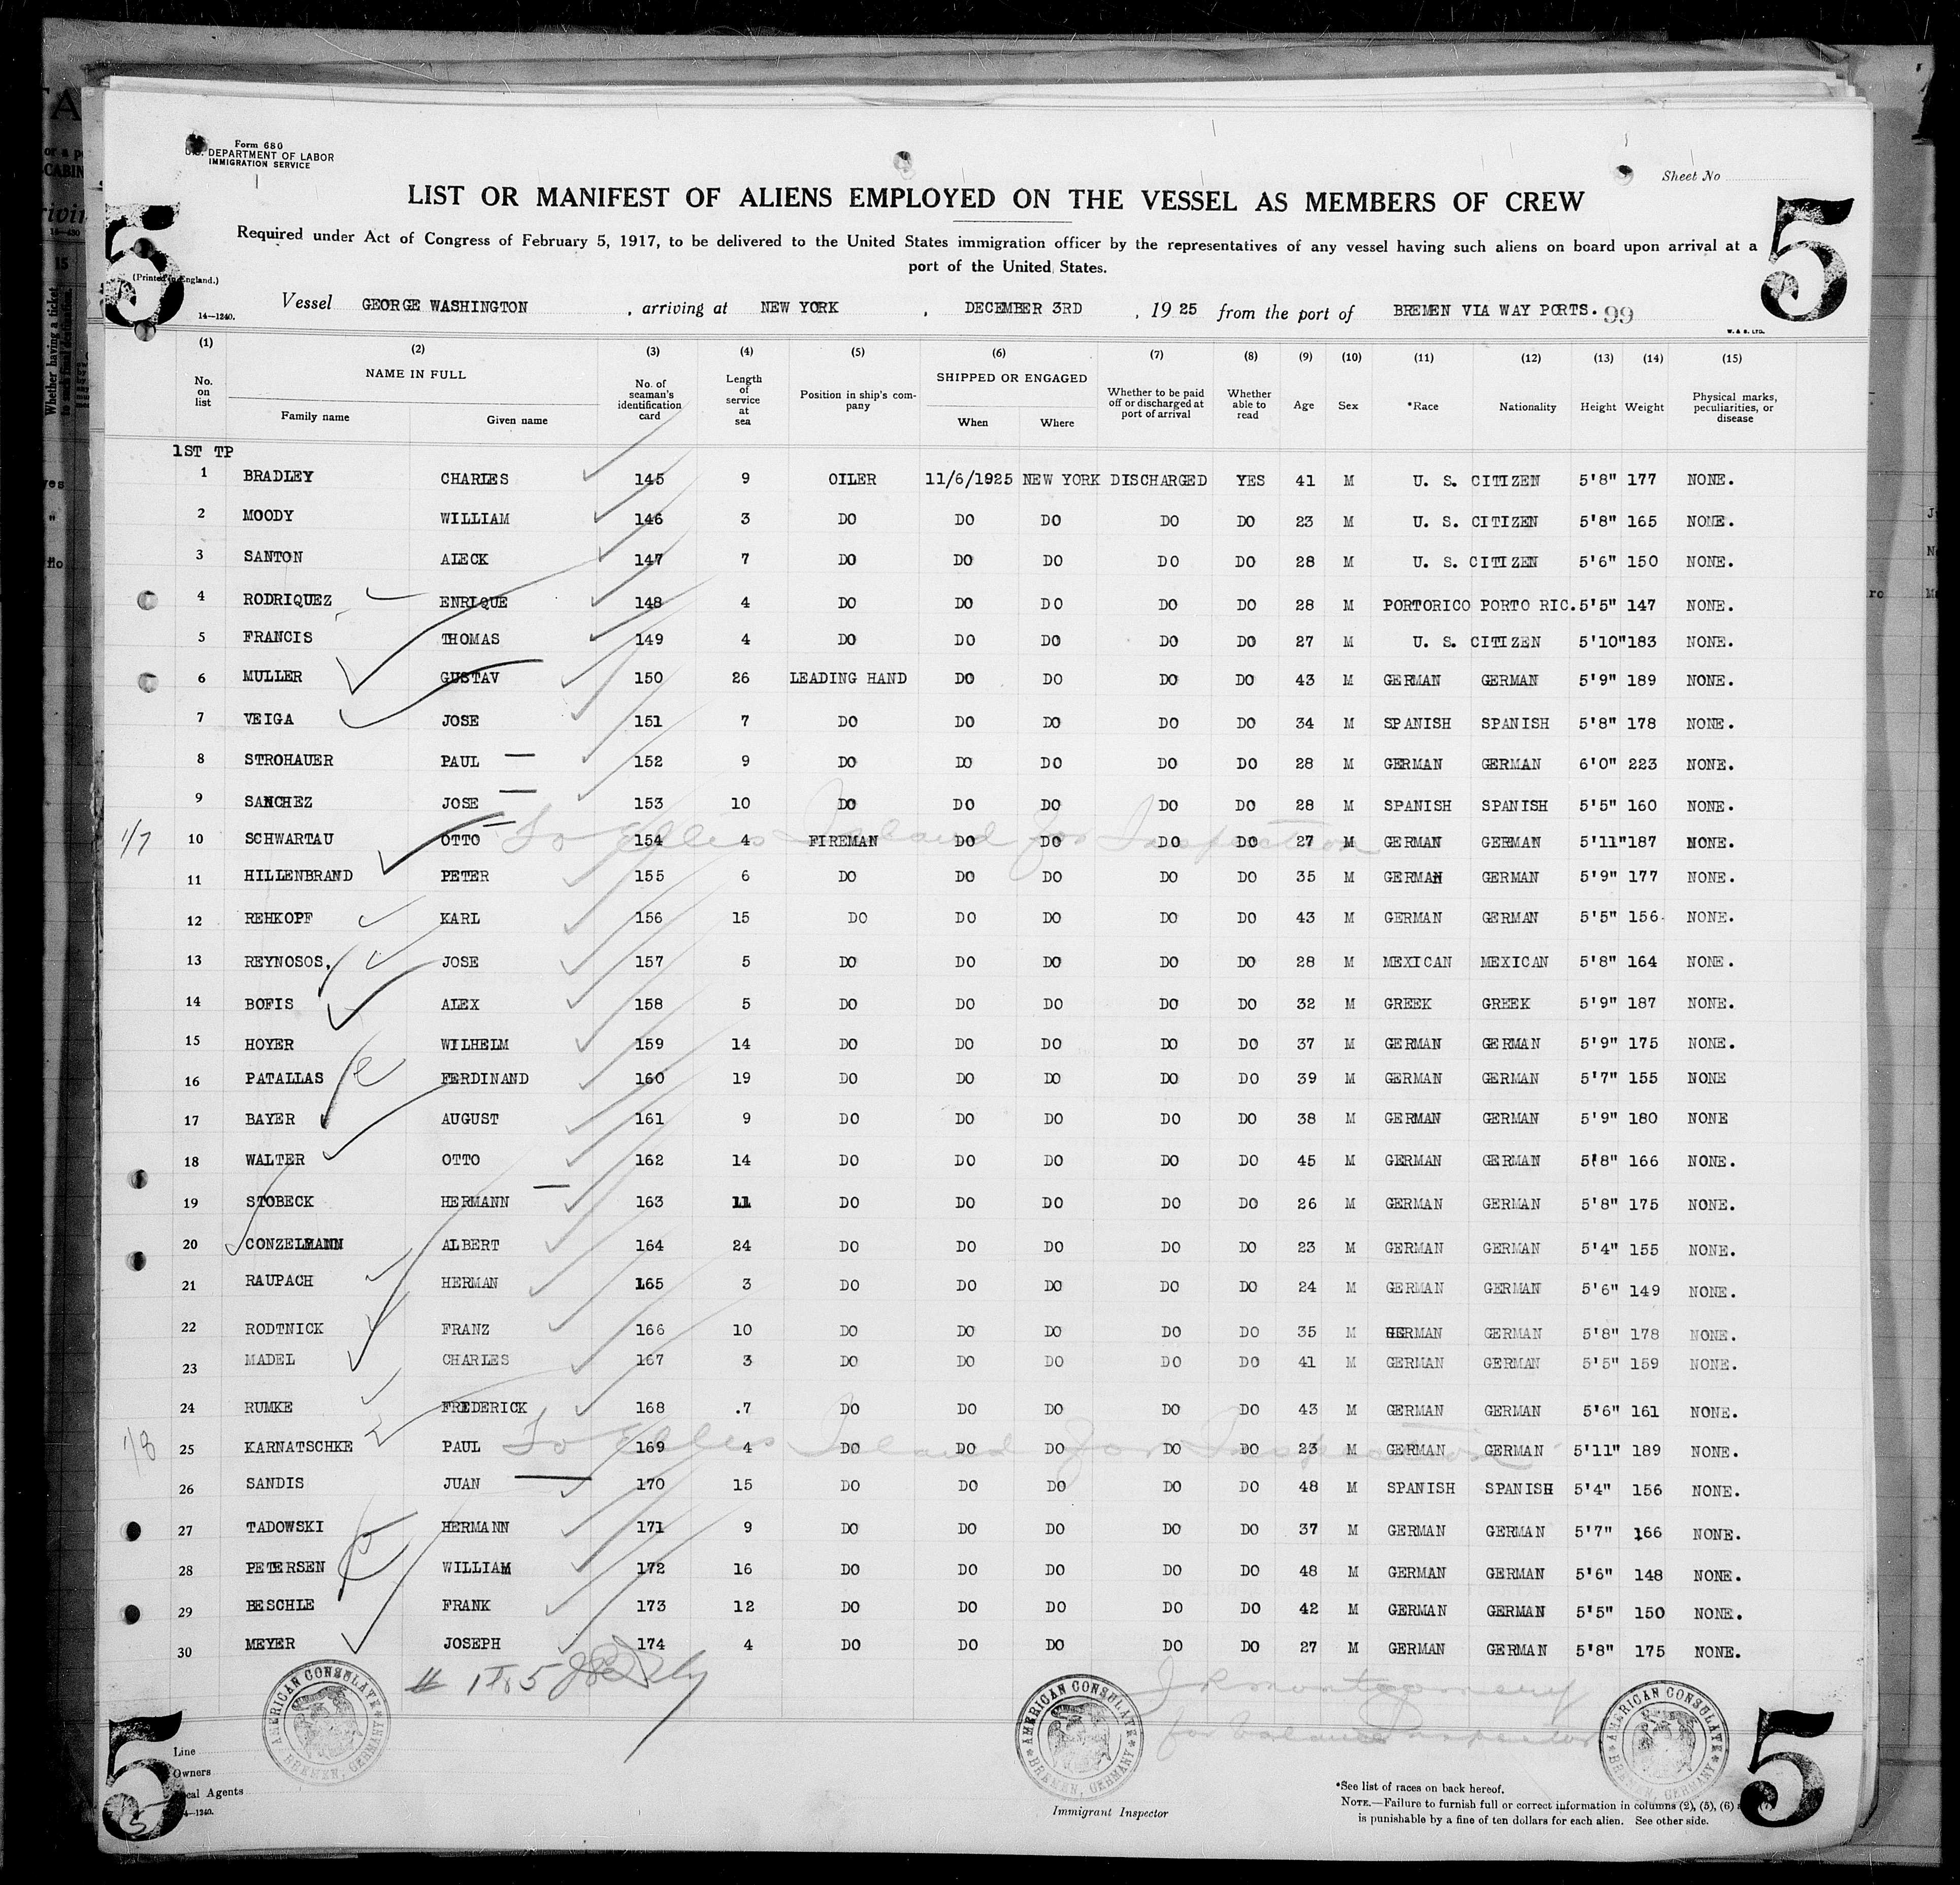 Form 680
U.S. DEPARTMENT OF LABOR
IMMIGRATION SERVICE
Sheet No
LIST OR MANIFEST OF ALIENS EMPLOYED ON THE VESSEL AS MEMBERS OF CREW
Required under Act of Congress of February 5, 1917, to be delivered to the United States immigration officer by the representatives of any vessel having such aliens on board upon arrival at a
port of the United States.
5 5
(Printed in England.)
Vessel GEORGE WASHINGTON , arriving at NEW YORK , DECEMBER 3RD , 1925 from the port of BREMEN VIA WAY PORTS. 99
14—1240. W. & S. LTD.
(1) (2) (3) (4) (5) (6) (7) (8) (9) (10) (11) (12) (13) (14) (15)
No. on list NAME IN FULL Family name Given name No. of seaman's identification card Length of service at sea Position in ship's company SHIPPED OR ENGAGED When Where Whether to be paid off or discharged at port of arrival Whether able to read Age Sex *Race Nationality Height Weight Physical marks, peculiarities, or disease
1ST TP
1 BRADLEY CHARLES 145 9 OILER 11/6/1925 NEW YORK DISCHARGED YES 41 M U. S. CITIZEN 5'8" 177 NONE.
2 MOODY WILLIAM 146 3 DO DO DO DO DO 23 M U. S. CITIZEN 5'8" 165 NONE.
3 SANTON ALECK 147 7 DO DO DO DO DO 28 M U. S. CITIZEN 5'6" 150 NONE.
4 RODRIQUEZ ENRIQUE 148 4 DO DO DO DO DO 28 M PORTORICO PORTO RIC. 5'5" 147 NONE.
5 FRANCIS THOMAS 149 4 DO DO DO DO DO 27 M U. S. CITIZEN 5'10" 183 NONE.
6 MULLER GUSTAV 150 26 LEADING HAND DO DO DO DO 43 M GERMAN GERMAN 5'9" 189 NONE.
7 VEIGA JOSE 151 7 DO DO DO DO DO 34 M SPANISH SPANISH 5'8" 178 NONE.
8 STROHAUER PAUL 152 9 DO DO DO DO DO 28 M GERMAN GERMAN 6'0" 223 NONE.
9 SANCHEZ JOSE 153 10 DO DO DO DO DO 28 M SPANISH SPANISH 5'5" 160 NONE.
To Ellis Island for Inspection
1/7 10 SCHWARTAU OTTO 154 4 FIREMAN DO DO DO DO 27 M GERMAN GERMAN 5'11" 187 NONE.
11 HILLENBRAND PETER 155 6 DO DO DO DO DO 35 M GERMAN GERMAN 5'9" 177 NONE.
12 REHKOPF KARL 156 15 DO DO DO DO DO 43 M GERMAN GERMAN 5'5" 156 NONE.
13 REYNOSOS. JOSE 157 5 DO DO DO DO DO 28 M MEXICAN MEXICAN 5'8" 164 NONE.
14 BOFIS ALEX 158 5 DO DO DO DO DO 32 M GREEK GREEK 5'9" 187 NONE.
15 HOYER WILHELM 159 14 DO DO DO DO DO 37 M GERMAN GERMAN 5'9" 175 NONE.
16 PATALLAS FERDINAND 160 19 DO DO DO DO DO 39 M GERMAN GERMAN 5'7" 155 NONE
17 BAYER AUGUST 161 9 DO DO DO DO DO 38 M GERMAN GERMAN 5'9" 180 NONE
18 WALTER OTTO 162 14 DO DO DO DO DO 45 M GERMAN GERMAN 5'8" 166 NONE.
19 STOBECK HERMANN 163 11 DO DO DO DO DO 26 M GERMAN GERMAN 5'8" 175 NONE.
20 CONZELMANN ALBERT 164 24 DO DO DO DO DO 23 M GERMAN GERMAN 5'4" 155 NONE.
21 RAUPACH HERMAN 165 3 DO DO DO DO DO 24 M GERMAN GERMAN 5'6" 149 NONE.
22 RODTNICK FRANZ 166 10 DO DO DO DO DO 35 M GERMAN GERMAN 5'8" 178 NONE.
23 MADEL CHARLES 167 3 DO DO DO DO DO 41 M GERMAN GERMAN 5'5" 159 NONE.
24 RUMKE FREDERICK 168 .7 DO DO DO DO DO 43 M GERMAN GERMAN 5'6" 161 NONE.
To Ellis Island for Inspection
1/8 25 KARNATSCHKE PAUL 169 4 DO DO DO DO DO 23 M GERMAN GERMAN 5'11" 189 NONE.
26 SANDIS JUAN 170 15 DO DO DO DO DO 48 M SPANISH SPANISH 5'4" 156 NONE.
27 TADOWSKI HERMANN 171 9 DO DO DO DO DO 37 M GERMAN GERMAN 5'7" 166 NONE.
28 PETERSEN WILLIAM 172 16 DO DO DO DO DO 48 M GERMAN GERMAN 5'6" 148 NONE.
29 BESCHLE FRANK 173 12 DO DO DO DO DO 42 M GERMAN GERMAN 5'5" 150 NONE.
30 MEYER JOSEPH 174 4 DO DO DO DO DO 27 M GERMAN GERMAN 5'8" 175 NONE.
# 1 to 5
J R Montgomery
for balance Inspector
AMERICAN CONSULATE BREMEN, GERMANY
AMERICAN CONSULATE BREMEN, GERMANY
AMERICAN CONSULATE BREMEN, GERMANY
5 5
Line
Owners
Local Agents
14—1240.
5
Immigrant Inspector
*See list of races on back hereof.
NOTE.—Failure to furnish full or correct information in columns (2), (5), (6)
is punishable by a fine of ten dollars for each alien. See other side.